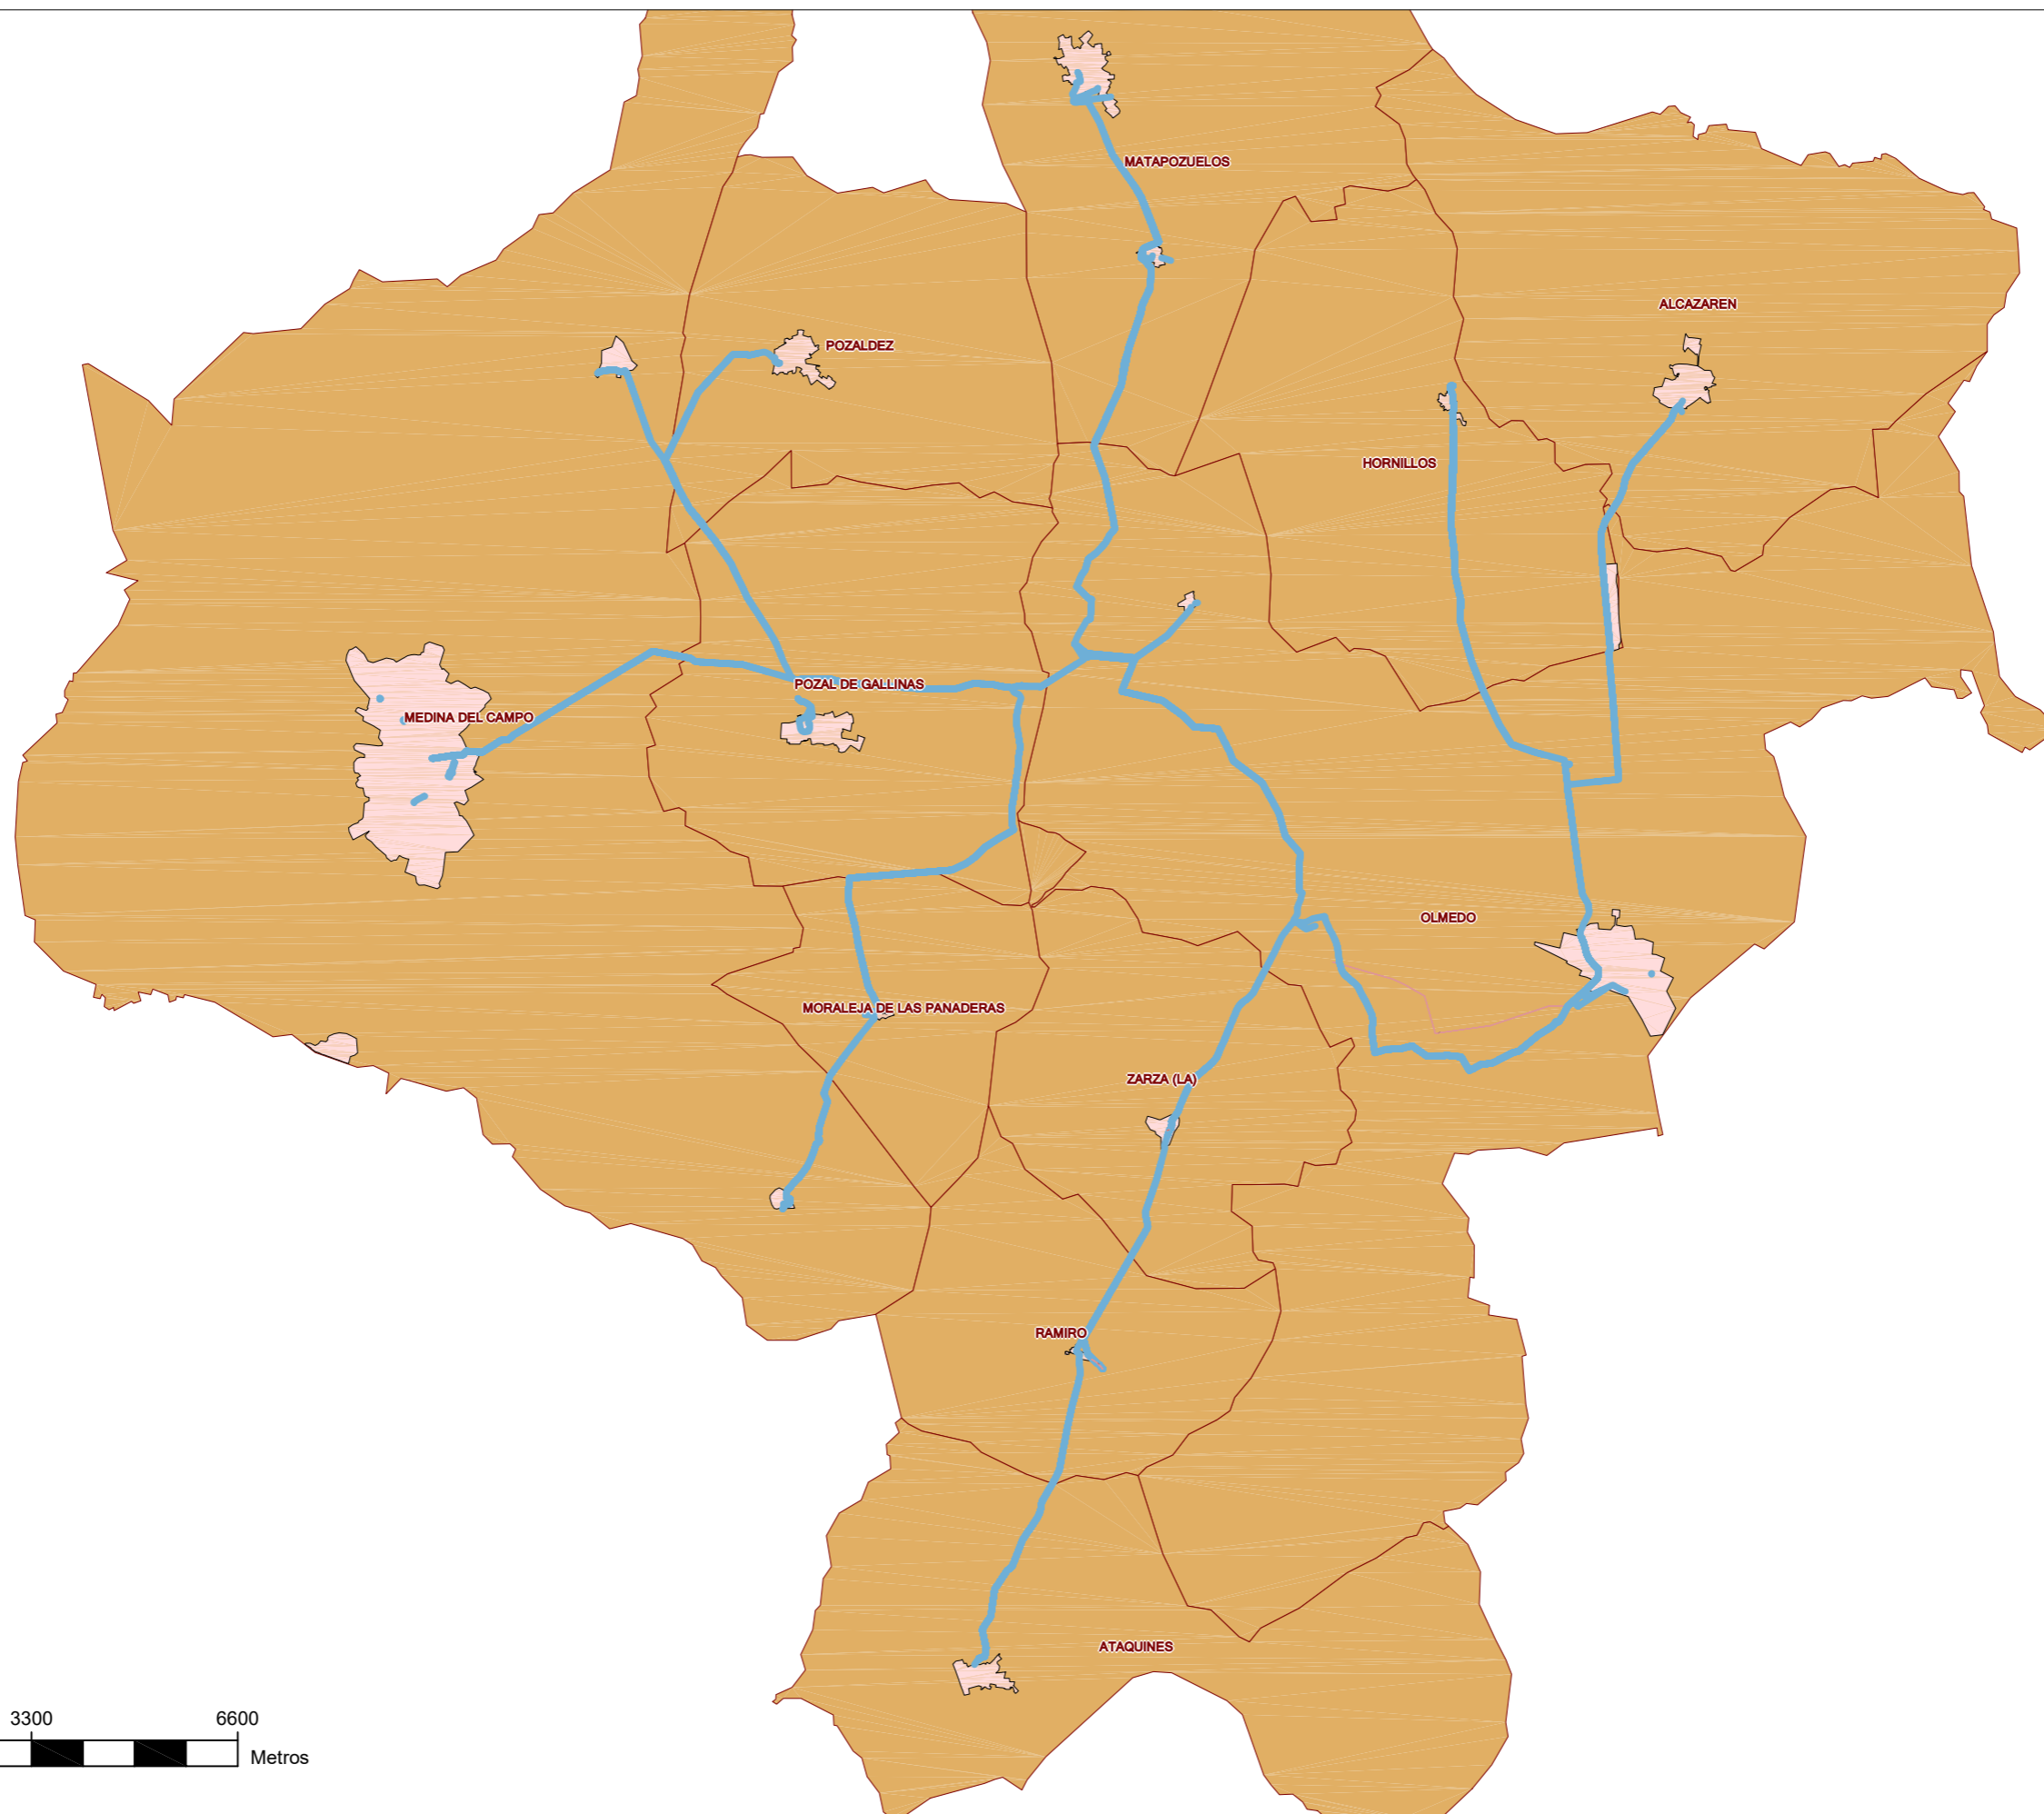 MATAPOZUELOS
ALCAZAREN
POZALDEZ
HORNILLOS
POZAL DE GALLINAS
MEDINA DEL CAMPO
OLMEDO
MORALEJA DE LAS PANADERAS
ZARZA (LA)
RAMIRO
ATAQUINES
3300 6600
Metros